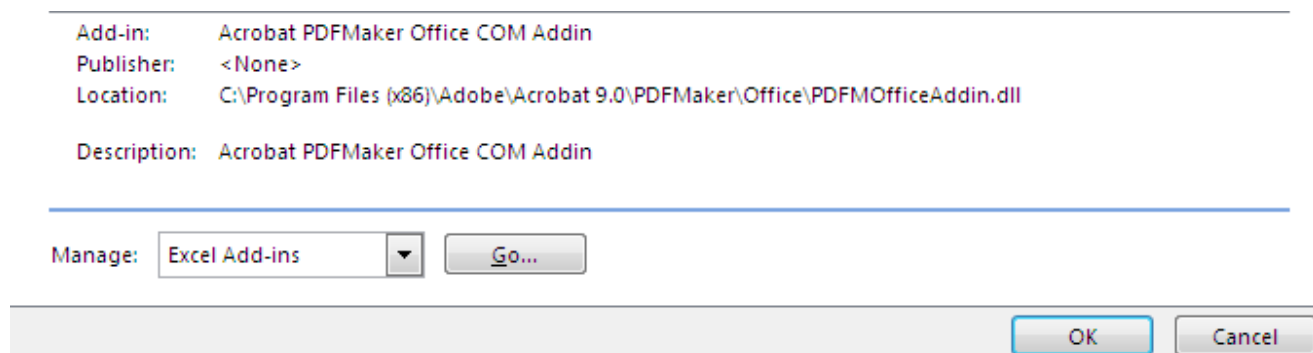 Add-in: Acrobat PDFMaker Office COM Addin
Publisher: <None>
Location: C:\Program Files (x86)\Adobe\Acrobat 9.0\PDFMaker\Office\PDFMOfficeAddin.dll
Description: Acrobat PDFMaker Office COM Addin
Manage: Excel Add-ins Go...
OK Cancel